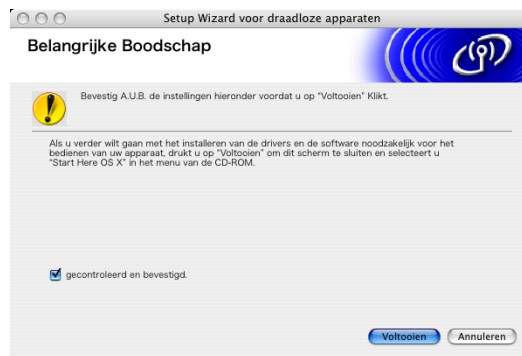 Setup Wizard voor draadloze apparaten
Belangrijke Boodschap
Bevestig A.U.B. de instellingen hieronder voordat u op "Voltooien" Klikt.
Als u verder wilt gaan met het installeren van de drivers en de software noodzakelijk voor het
bedienen van uw apparaat, drukt u op "Voltooien" om dit scherm te sluiten en selecteert u
"Start Here OS X" in het menu van de CD-ROM.
gecontroleerd en bevestigd.
Voltooien
Annuleren